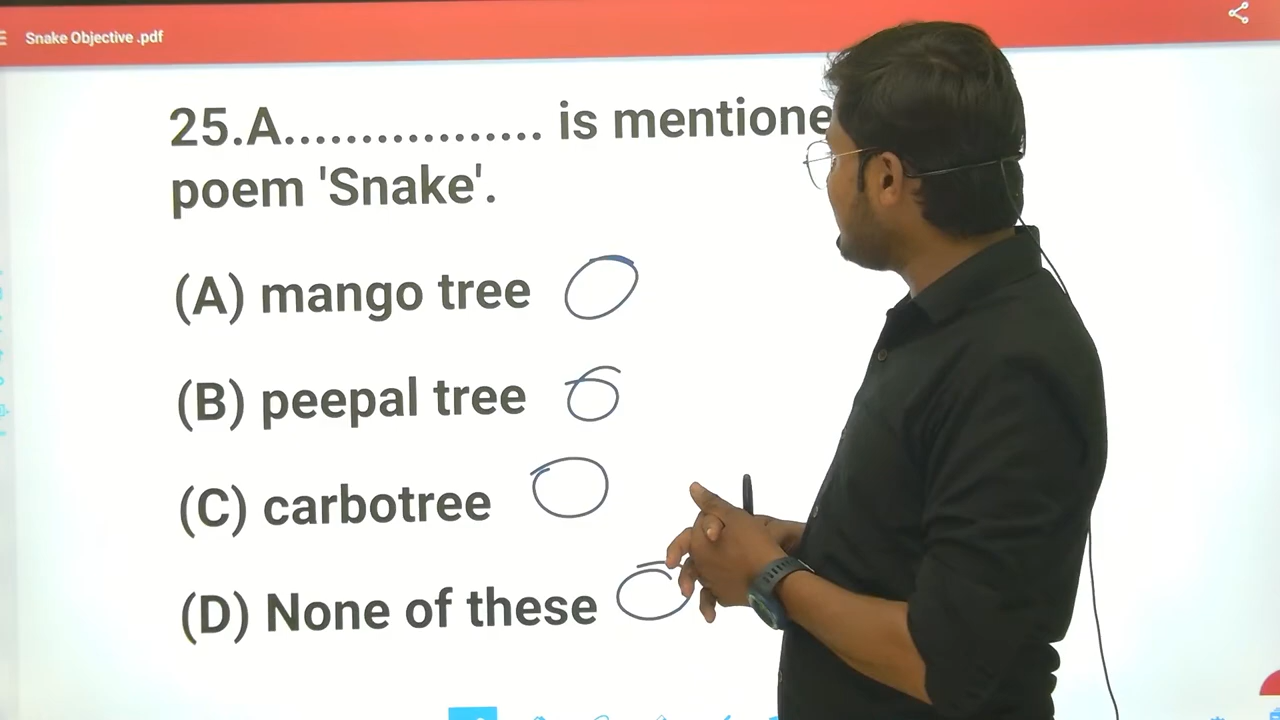 Snake Objective .pdf
25.A................. is mentione
poem 'Snake'.
(A) mango tree
(B) peepal tree
(C) carbotree
(D) None of these